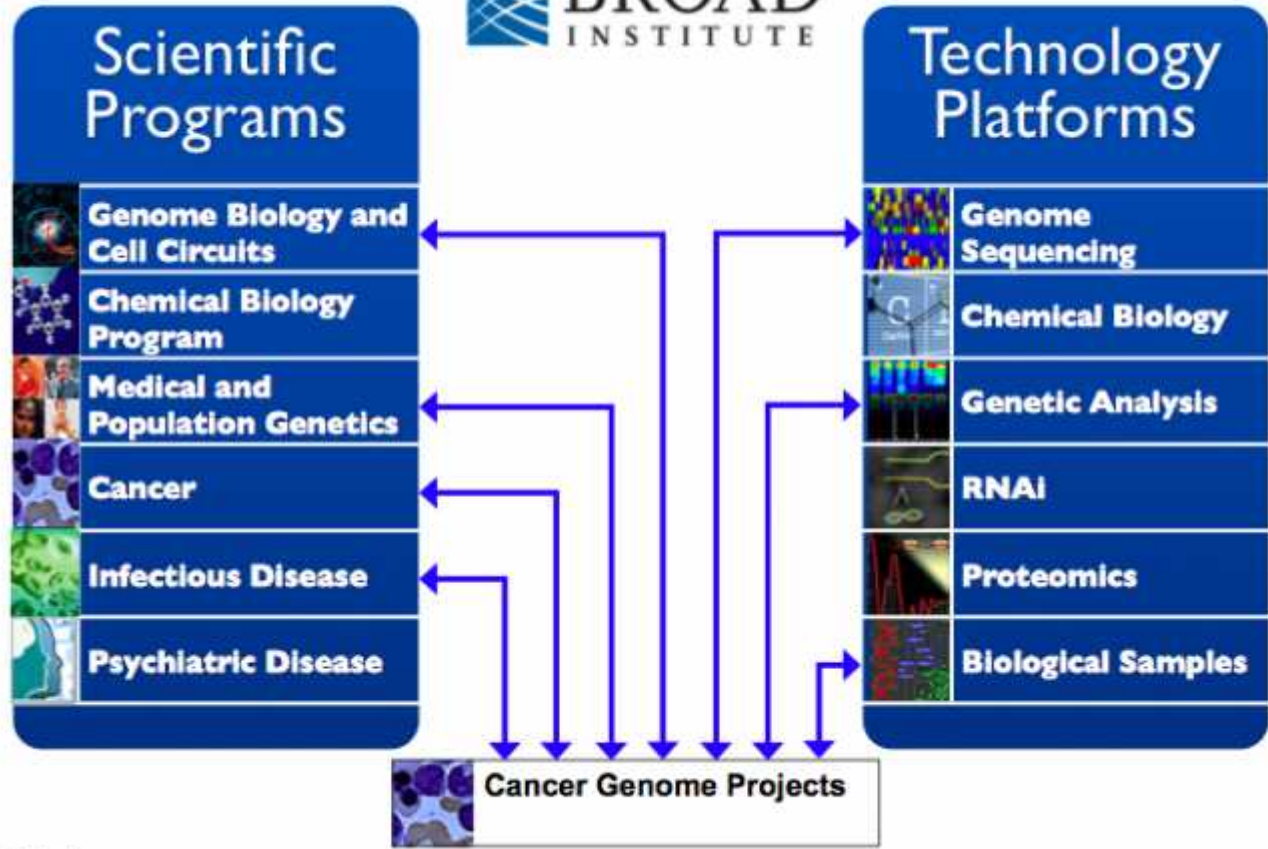 BROAD
INSTITUTE
Scientific
Programs
Genome Biology and
Cell Circuits
Chemical Biology
Program
Medical and
Population Genetics
Cancer
Infectious Disease
Psychiatric Disease
Technology
Platforms
Genome
Sequencing
Chemical Biology
Genetic Analysis
RNAi
Proteomics
Biological Samples
Cancer Genome Projects